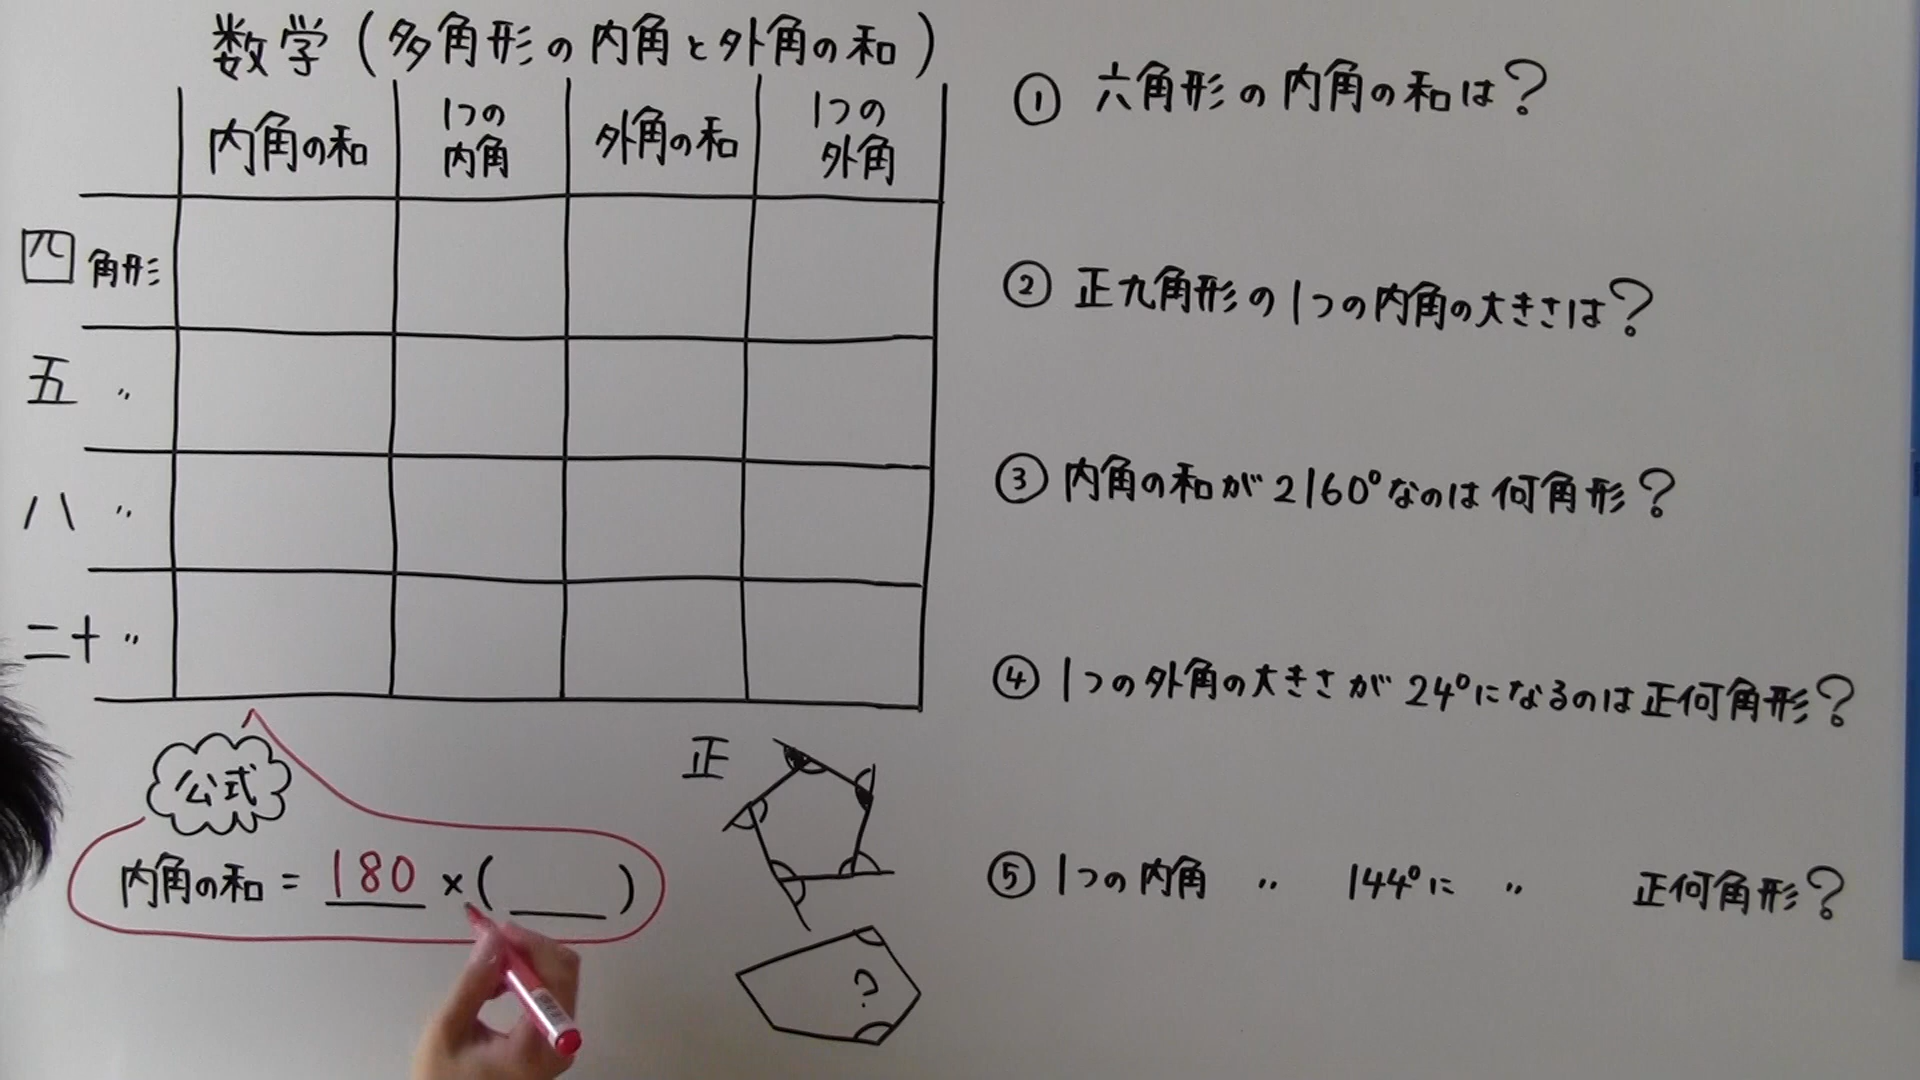 数学(多角形の内角と外角の和)
内角の和 1つの内角 外角の和 1つの外角
四角形
五 〃
八 〃
二十 〃
公式
内角の和 = 180 × ( )
正
?
① 六角形の内角の和は?
② 正九角形の1つの内角の大きさは?
③ 内角の和が2160°なのは何角形?
④ 1つの外角の大きさが24°になるのは正何角形?
⑤ 1つの内角 〃 144°に 〃 正何角形?